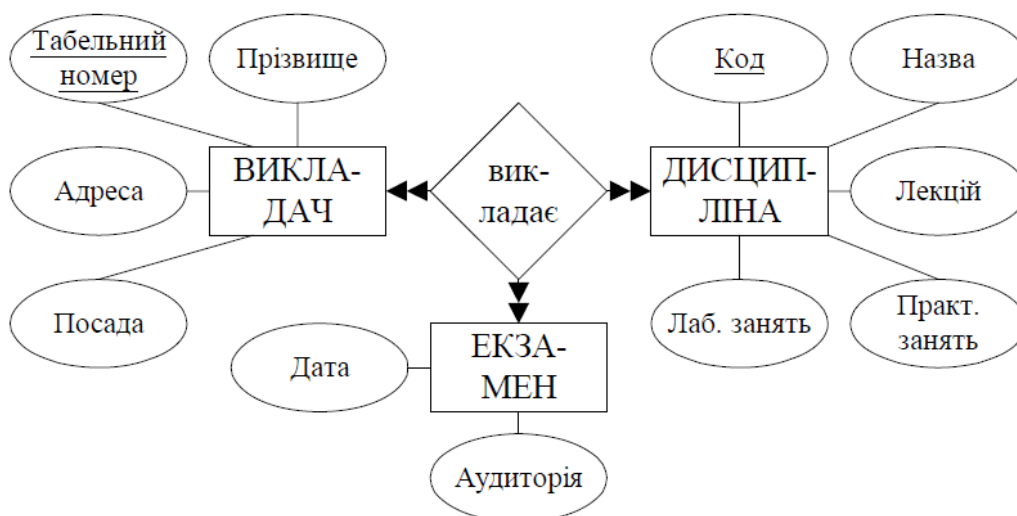 Табельний
номер
Прізвище
Код
Назва
Адреса
ВИКЛА-
ДАЧ
вик-
ладає
ДИСЦИП-
ЛІНА
Лекцій
Посада
Лаб. занять
Практ.
занять
Дата
ЕКЗА-
МЕН
Аудиторія